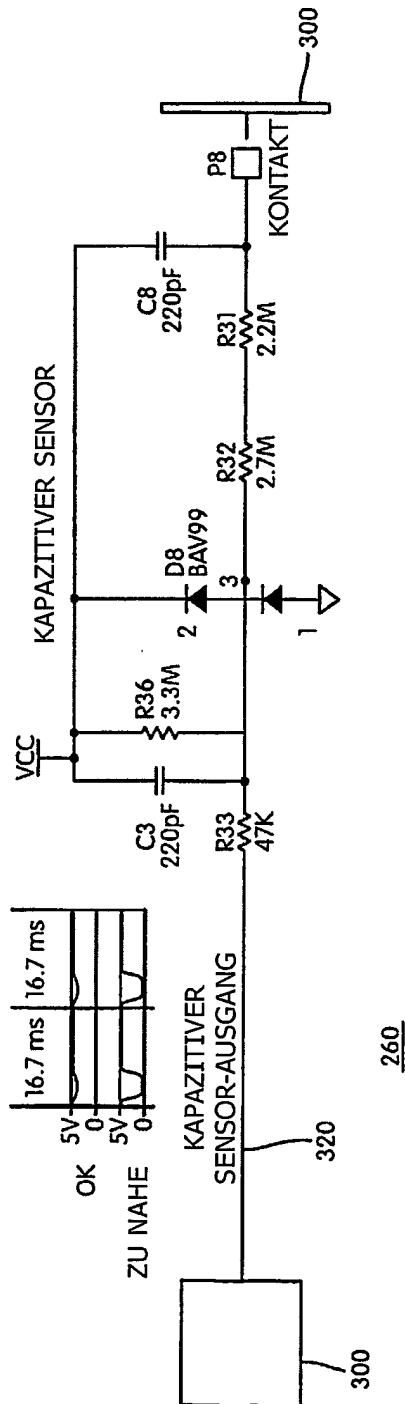 KAPAZITIVER SENSOR
16.7 ms 16.7 ms
5V
0
OK
5V
0
ZU NAHE
VCC
C3
220pF
R36
3.3M
D8
BAV99
2
3
1
C8
220pF
R33
47K
R32
2.7M
R31
2.2M
P8
KONTAKT
300
KAPAZITIVER
SENSOR-AUSGANG
320
300
260